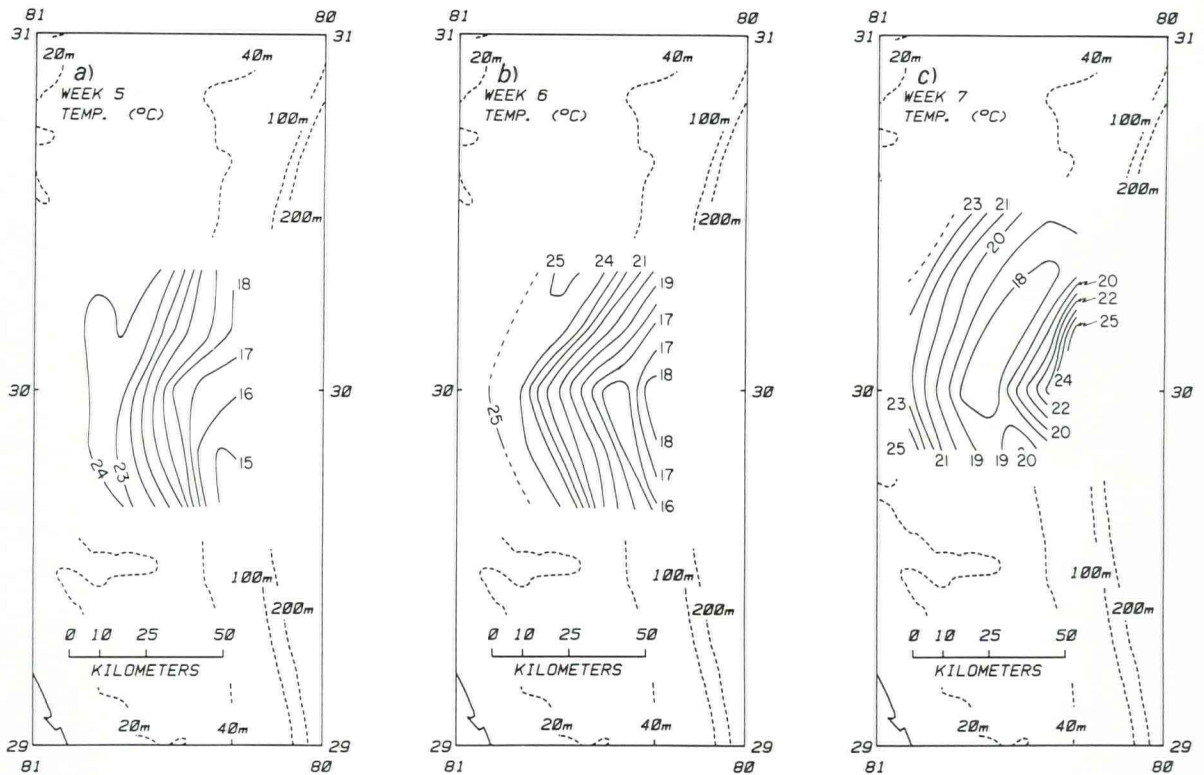 81 80
31 31
20m 40m
a)
WEEK 5
TEMP. (°C)
100m
200m
18
17
16
15
24
23
30 30
100m
200m
0 10 25 50
KILOMETERS
20m 40m
29 29
81 80
81 80
31 31
20m 40m
b)
WEEK 6
TEMP. (°C)
100m
200m
25 24 21
19
17
17
18
25
18
17
16
30 30
100m
200m
0 10 25 50
KILOMETERS
20m 40m
29 29
81 80
81 80
31 31
20m 40m
c)
WEEK 7
TEMP. (°C)
100m
200m
23 21
20
18
20
22
25
24
22
20
23
25 21 19 19 20
30 30
100m
200m
0 10 25 50
KILOMETERS
20m 40m
29 29
81 80